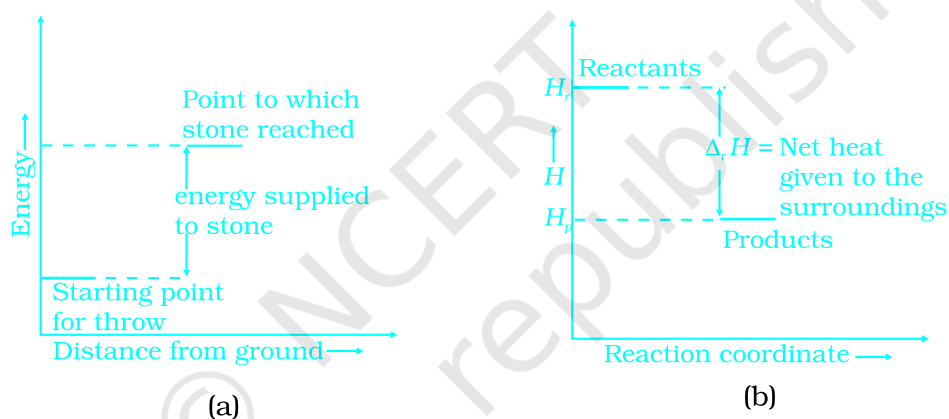 Energy
Point to which
stone reached
energy supplied
to stone
Starting point
for throw
Distance from ground
(a)
Reactants
Hr
H
ΔrH = Net heat
given to the
surroundings
Hp
Products
Reaction coordinate
(b)
© NCERT
republish